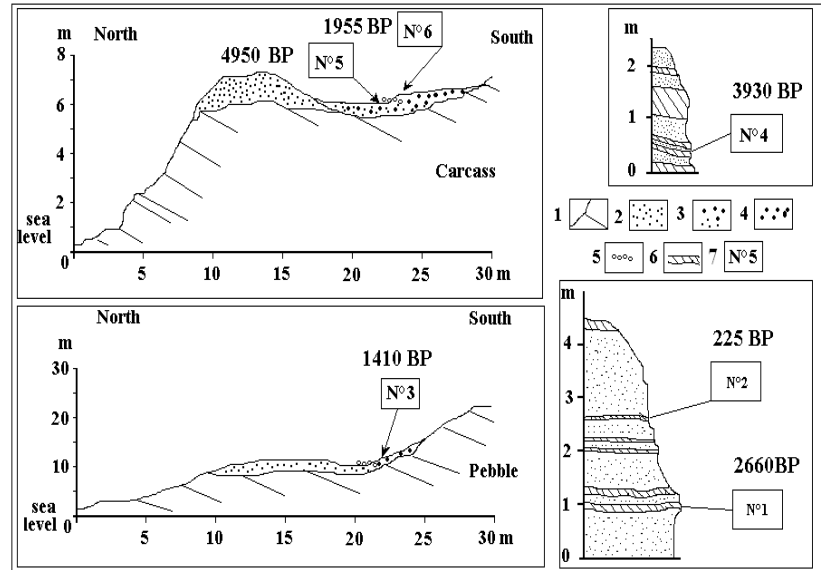 m North 1955 BP N°6 South
8 4950 BP N°5
6
4
Carcass
2
sea
level
0
5 10 15 20 25 30 m
North South
m
30 1410 BP
N°3
20
10 Pebble
sea
level 0
5 10 15 20 25 30 m
m
2
3930 BP
1
N°4
0
1 2 3 4
5 6 7 N°5
m
4
225 BP
N°2
3
2
2660 BP
1 N°1
0